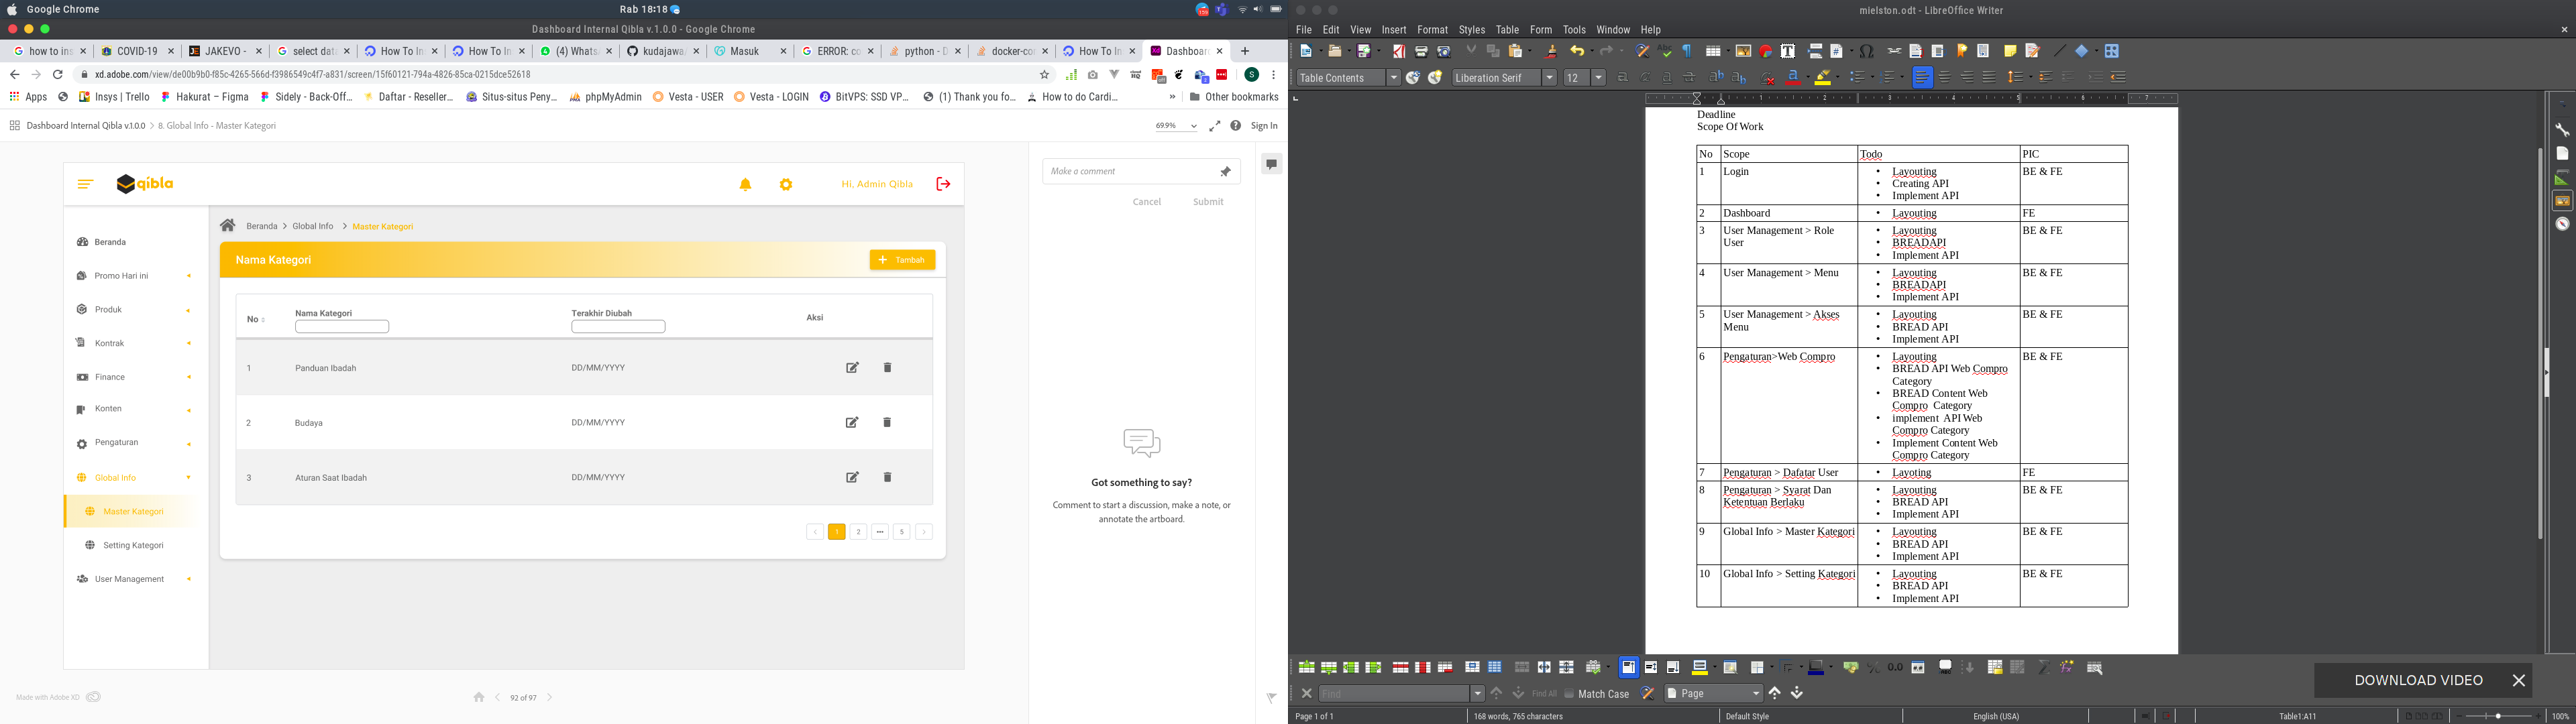 Google Chrome
Rab 18:18
Dashboard Internal Qibla v.1.0.0 - Google Chrome
how to ins
COVID-19
JAKEVO -
select dat
How To In
How To In
(4) Whats
kudajawa
Masuk
ERROR: co
python - D
docker-co
How To In
Dashboard
xd.adobe.com/view/de00b9b0-f85c-4265-566d-f3986549c4f7-a831/screen/15f60121-794a-4826-85ca-0215dce52618
Apps
Insys | Trello
Hakurat – Figma
Sidely - Back-Off...
Daftar - Reseller...
Situs-situs Peny...
phpMyAdmin
Vesta - USER
Vesta - LOGIN
BitVPS: SSD VP...
(1) Thank you fo...
How to do Cardi...
»
Other bookmarks
Dashboard Internal Qibla v.1.0.0 > 8. Global Info - Master Kategori
69.9%
Sign In
qibla
Hi, Admin Qibla
Beranda
Promo Hari ini
Produk
Kontrak
Finance
Konten
Pengaturan
Global Info
Master Kategori
Setting Kategori
User Management
Beranda > Global Info > Master Kategori
Nama Kategori
+ Tambah
No
Nama Kategori
Terakhir Diubah
Aksi
1 Panduan Ibadah DD/MM/YYYY
2 Budaya DD/MM/YYYY
3 Aturan Saat Ibadah DD/MM/YYYY
< 1 2 ••• 5 >
Make a comment
Cancel Submit
Got something to say?
Comment to start a discussion, make a note, or
annotate the artboard.
Made with Adobe XD
92 of 97
mielston.odt - LibreOffice Writer
File Edit View Insert Format Styles Table Form Tools Window Help
Table Contents
Liberation Serif
12
Deadline
Scope Of Work
No Scope Todo PIC
1 Login
• Layouting
• Creating API
• Implement API
BE & FE
2 Dashboard
• Layouting
FE
3 User Management > Role
User
• Layouting
• BREADAPI
• Implement API
BE & FE
4 User Management > Menu
• Layouting
• BREADAPI
• Implement API
BE & FE
5 User Management > Akses
Menu
• Layouting
• BREAD API
• Implement API
BE & FE
6 Pengaturan>Web Compro
• Layouting
• BREAD API Web Compro
Category
• BREAD Content Web
Compro Category
• implement API Web
Compro Category
• Implement Content Web
Compro Category
BE & FE
7 Pengaturan > Dafatar User
• Layoting
FE
8 Pengaturan > Syarat Dan
Ketentuan Berlaku
• Layouting
• BREAD API
• Implement API
BE & FE
9 Global Info > Master Kategori
• Layouting
• BREAD API
• Implement API
BE & FE
10 Global Info > Setting Kategori
• Layouting
• BREAD API
• Implement API
BE & FE
0.0
Find
Find All
Match Case
Page
DOWNLOAD VIDEO
Page 1 of 1
168 words, 765 characters
Default Style
English (USA)
Table1:A11
100%